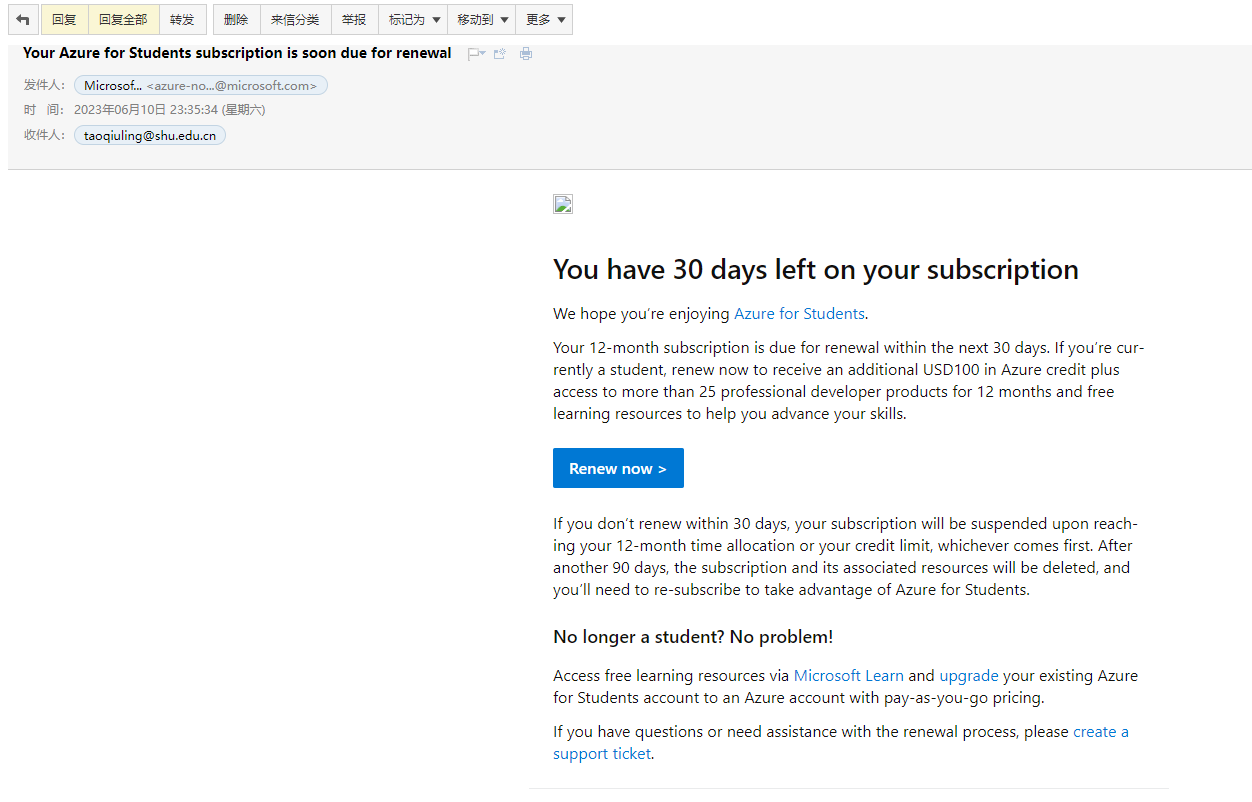 回复 回复全部 转发 删除 来信分类 举报 标记为 移动到 更多
Your Azure for Students subscription is soon due for renewal
发件人： Microsof... <azure-no...@microsoft.com>
时 间： 2023年06月10日 23:35:34 (星期六)
收件人： taoqiuling@shu.edu.cn
You have 30 days left on your subscription
We hope you’re enjoying Azure for Students.
Your 12-month subscription is due for renewal within the next 30 days. If you’re cur-
rently a student, renew now to receive an additional USD100 in Azure credit plus
access to more than 25 professional developer products for 12 months and free
learning resources to help you advance your skills.
Renew now >
If you don’t renew within 30 days, your subscription will be suspended upon reach-
ing your 12-month time allocation or your credit limit, whichever comes first. After
another 90 days, the subscription and its associated resources will be deleted, and
you’ll need to re-subscribe to take advantage of Azure for Students.
No longer a student? No problem!
Access free learning resources via Microsoft Learn and upgrade your existing Azure
for Students account to an Azure account with pay-as-you-go pricing.
If you have questions or need assistance with the renewal process, please create a
support ticket.